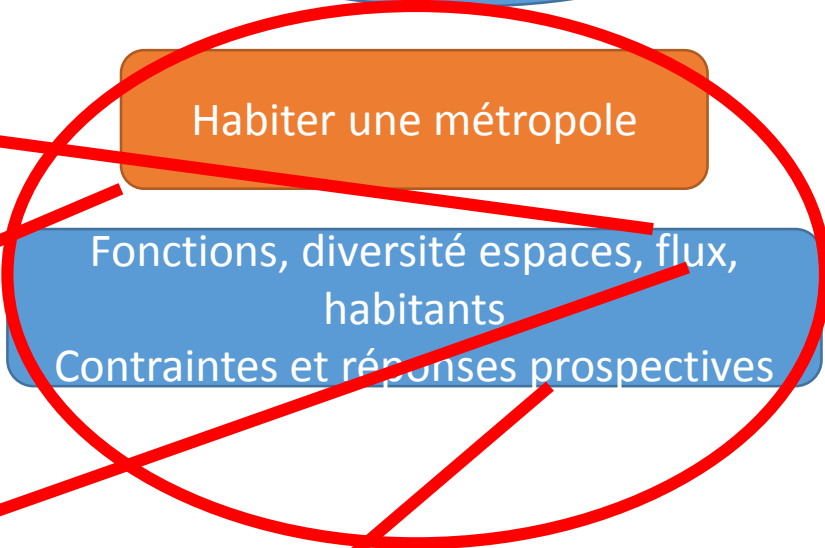 Habiter une métropole
Fonctions, diversité espaces, flux,
habitants
Contraintes et réponses prospectives